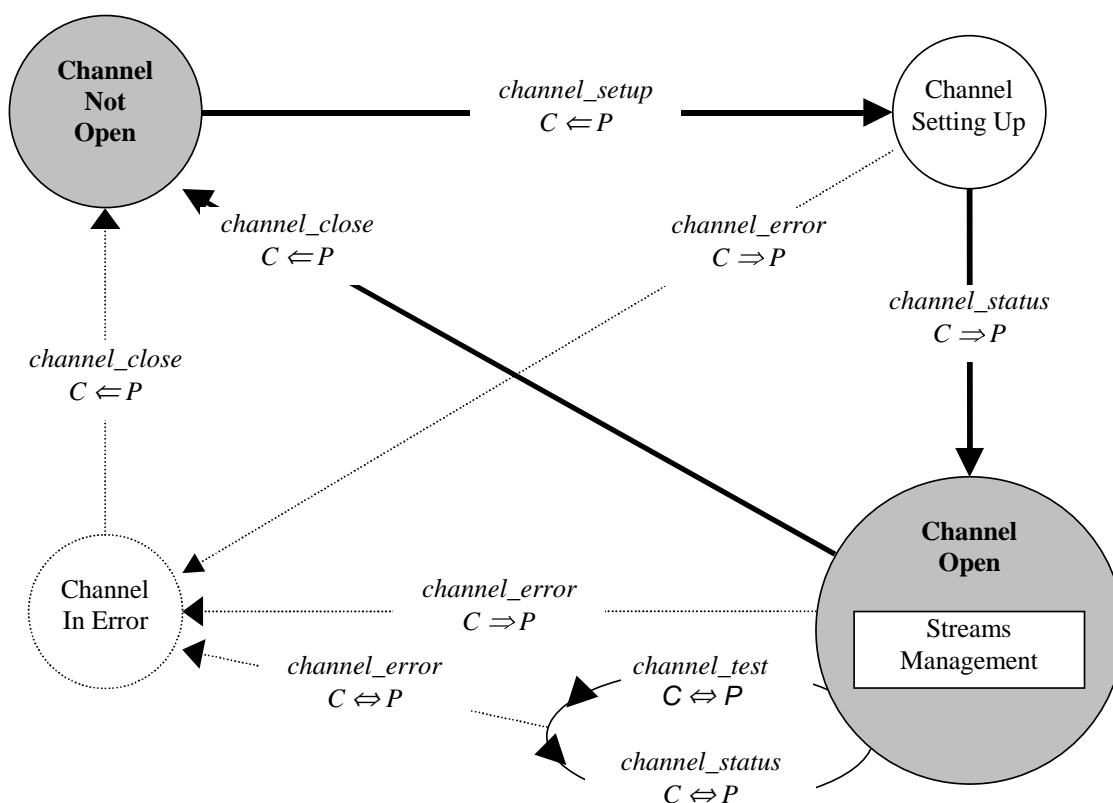 Channel
Not
Open
channel_setup
C ⇐ P
Channel
Setting Up
channel_close
C ⇐ P
channel_error
C ⇒ P
channel_status
C ⇒ P
channel_close
C ⇐ P
Channel
Open
Streams
Management
Channel
In Error
channel_error
C ⇒ P
channel_error
C ⇔ P
channel_test
C ⇔ P
channel_status
C ⇔ P